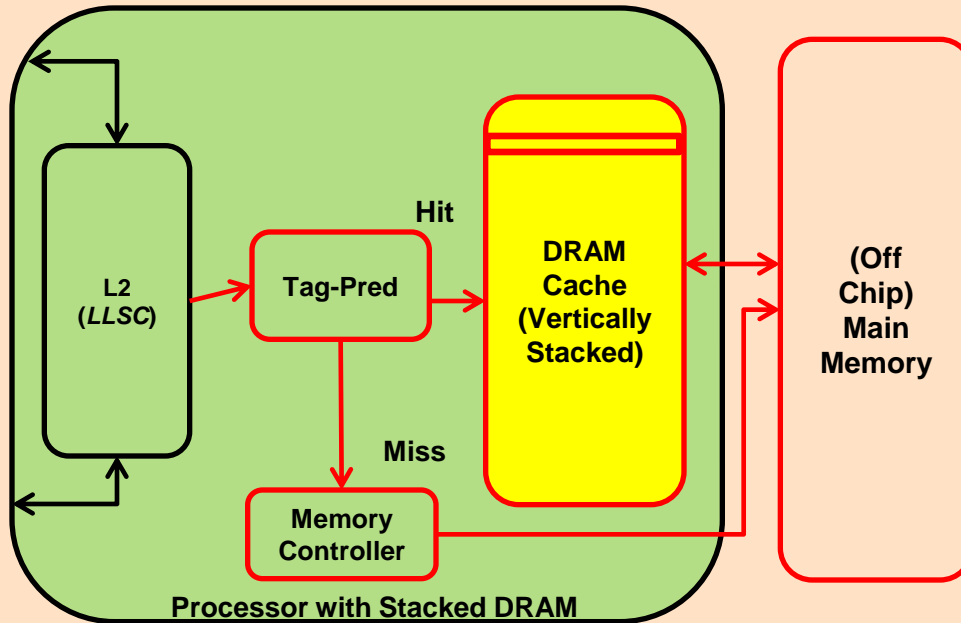 L2
(LLSC)
Hit
Tag-Pred
Miss
Memory
Controller
DRAM
Cache
(Vertically
Stacked)
(Off
Chip)
Main
Memory
Processor with Stacked DRAM